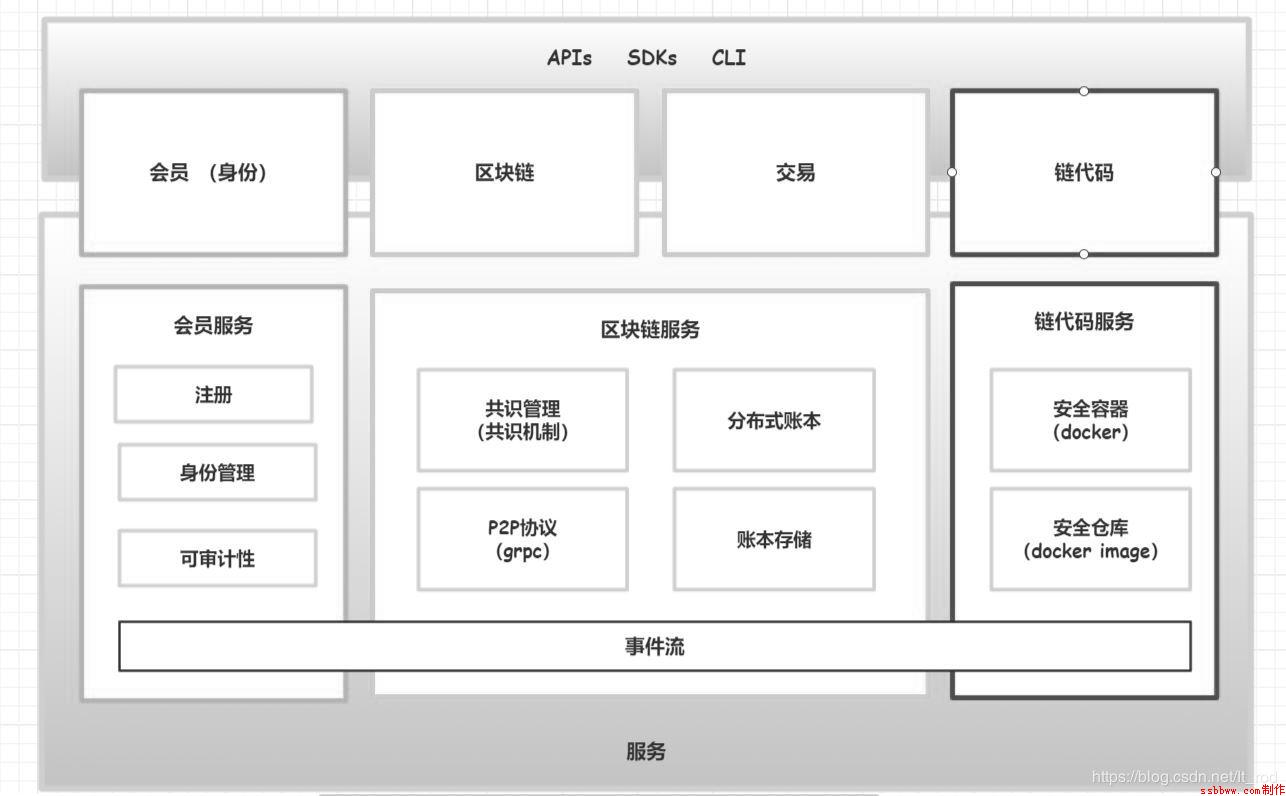 APIs SDKs CLI
会员 （身份）
区块链
交易
链代码
会员服务
注册
身份管理
可审计性
区块链服务
共识管理
(共识机制)
分布式账本
P2P协议
(grpc)
账本存储
链代码服务
安全容器
(docker)
安全仓库
(docker image)
事件流
服务
https://blog.csdn.net/lt_rod
ssbbww.com制作